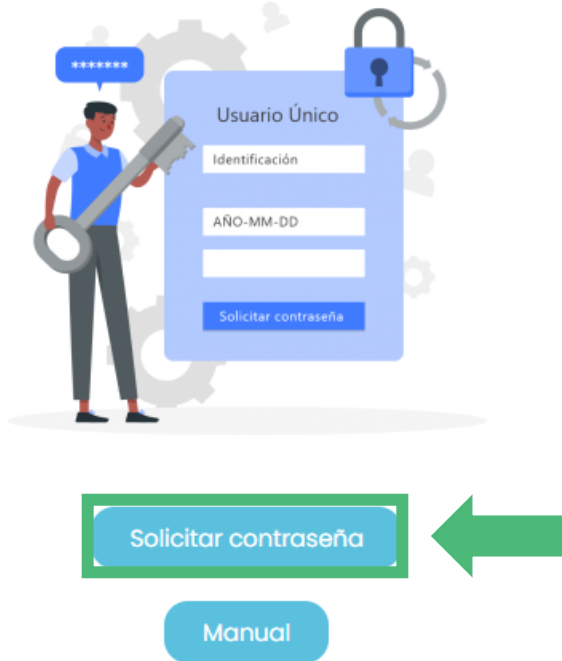 *******
Usuario Único
Identificación
AÑO-MM-DD
Solicitar contraseña
Solicitar contraseña
Manual